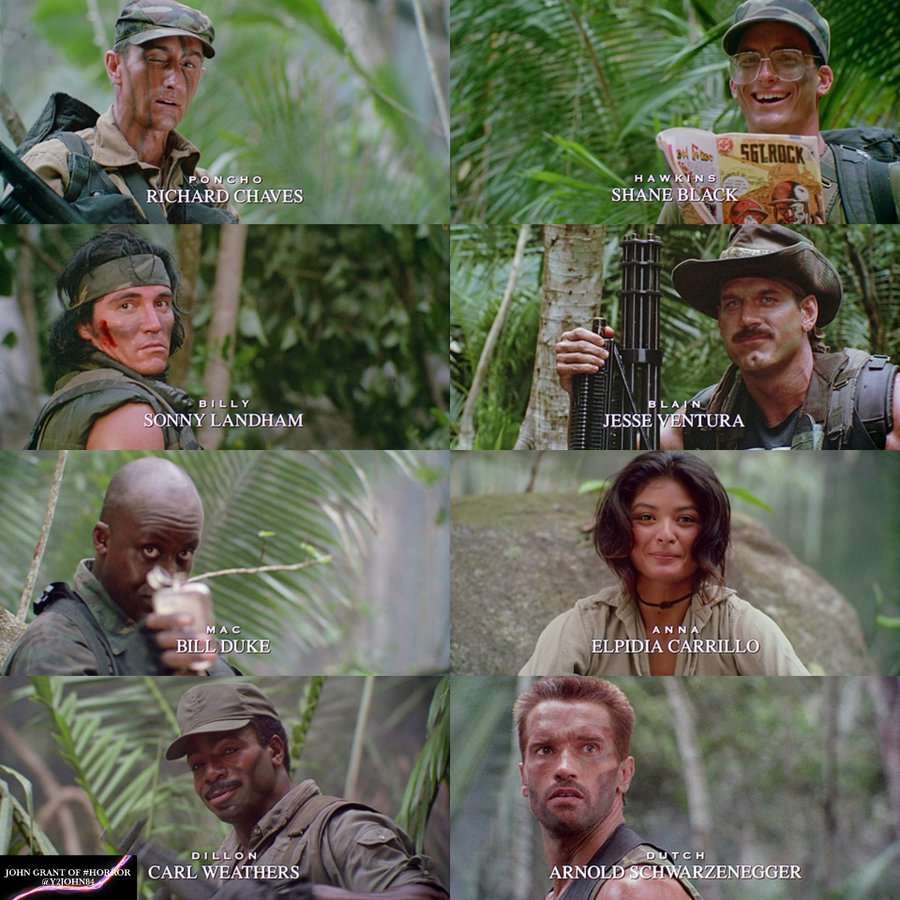 PONCHO
RICHARD CHAVES
HAWKINS
SHANE BLACK
SGT. ROCK
BILLY
SONNY LANDHAM
BLAIN
JESSE VENTURA
MAC
BILL DUKE
ANNA
ELPIDIA CARRILLO
DILLON
CARL WEATHERS
DUTCH
ARNOLD SCHWARZENEGGER
JOHN GRANT OF #HORROR
@Y2JOHN84